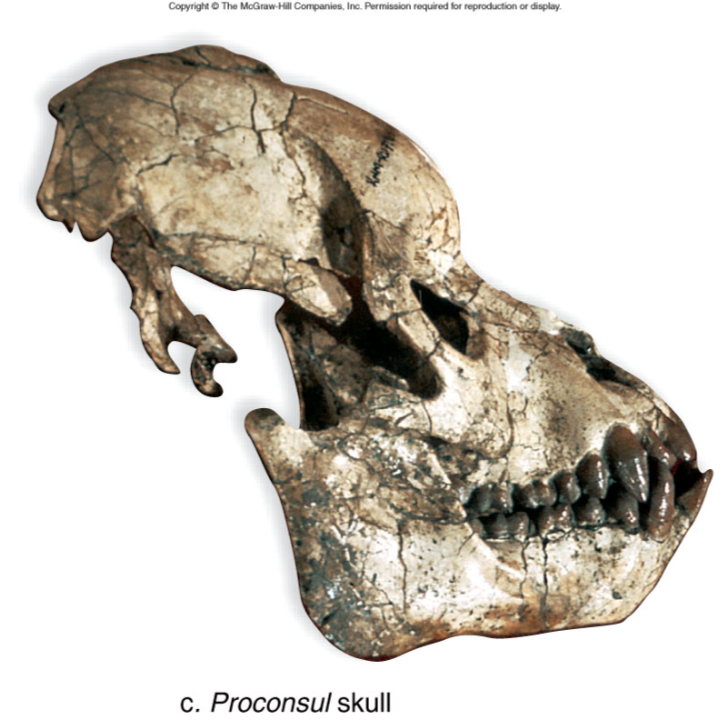 Copyright © The McGraw-Hill Companies, Inc. Permission required for reproduction or display.
c. Proconsul skull